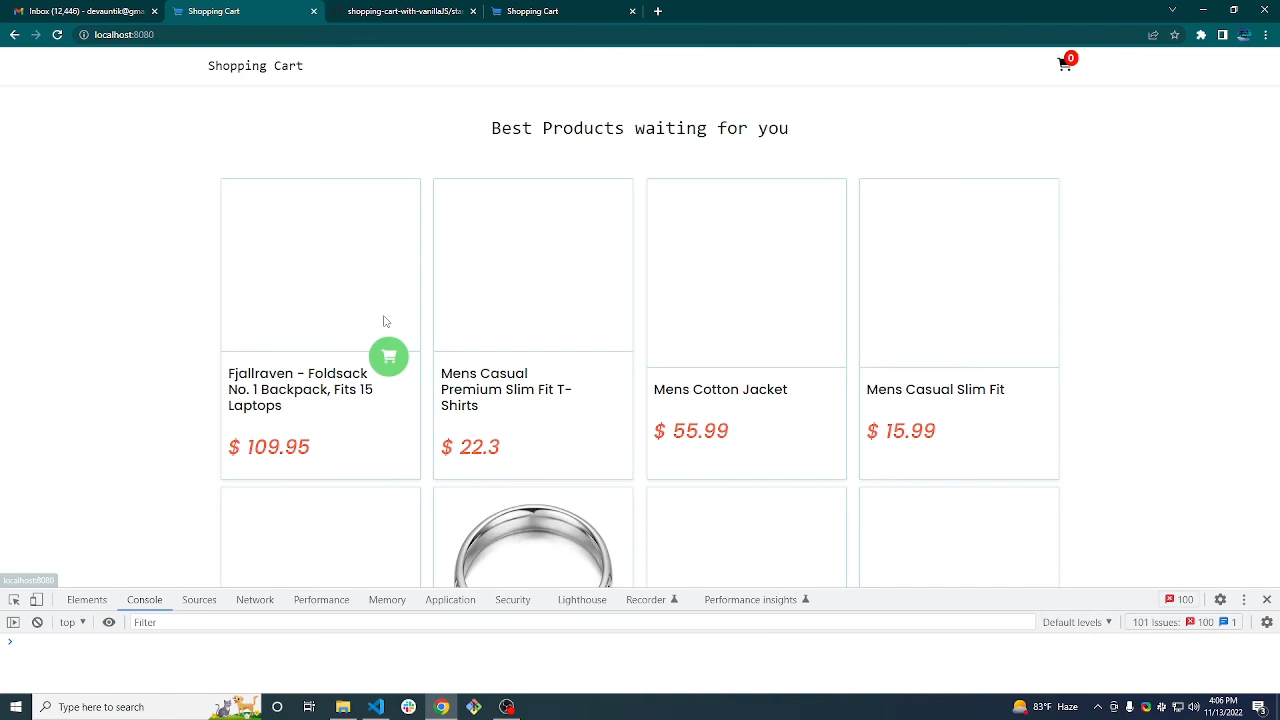 Inbox (12,446) - devautik@gma
Shopping Cart
shopping-cart-with-vanillaJS/sta
Shopping Cart
localhost:8080
Shopping Cart
0
Best Products waiting for you
Fjallraven - Foldsack
No. 1 Backpack, Fits 15
Laptops
$ 109.95
Mens Casual
Premium Slim Fit T-
Shirts
$ 22.3
Mens Cotton Jacket
$ 55.99
Mens Casual Slim Fit
$ 15.99
localhost:8080
Elements Console Sources Network Performance Memory Application Security Lighthouse Recorder Performance insights 100
top Filter Default levels 101 Issues: 100 1
Type here to search
83°F Haze
4:06 PM
11/13/2022
3